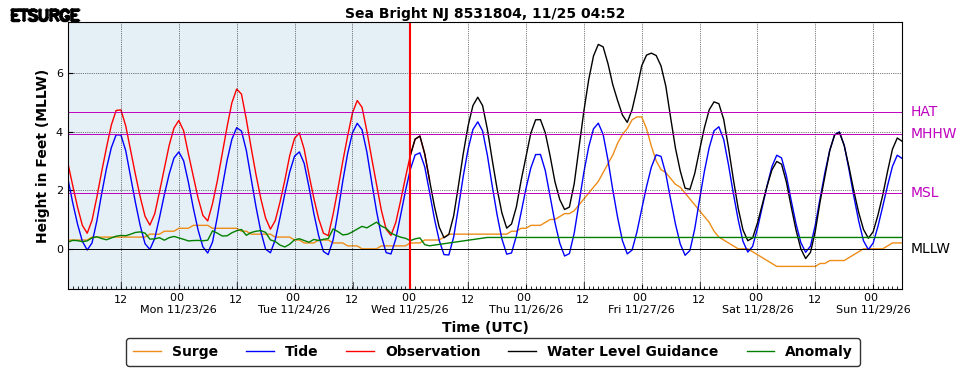 ETSURGE
Sea Bright NJ 8531804, 11/25 04:52
Height in Feet (MLLW)
6
4
2
0
HAT
MHHW
MSL
MLLW
12 00 12 00 12 00 12 00 12 00 12 00 12 00
Mon 11/23/26 Tue 11/24/26 Wed 11/25/26 Thu 11/26/26 Fri 11/27/26 Sat 11/28/26 Sun 11/29/26
Time (UTC)
Surge Tide Observation Water Level Guidance Anomaly